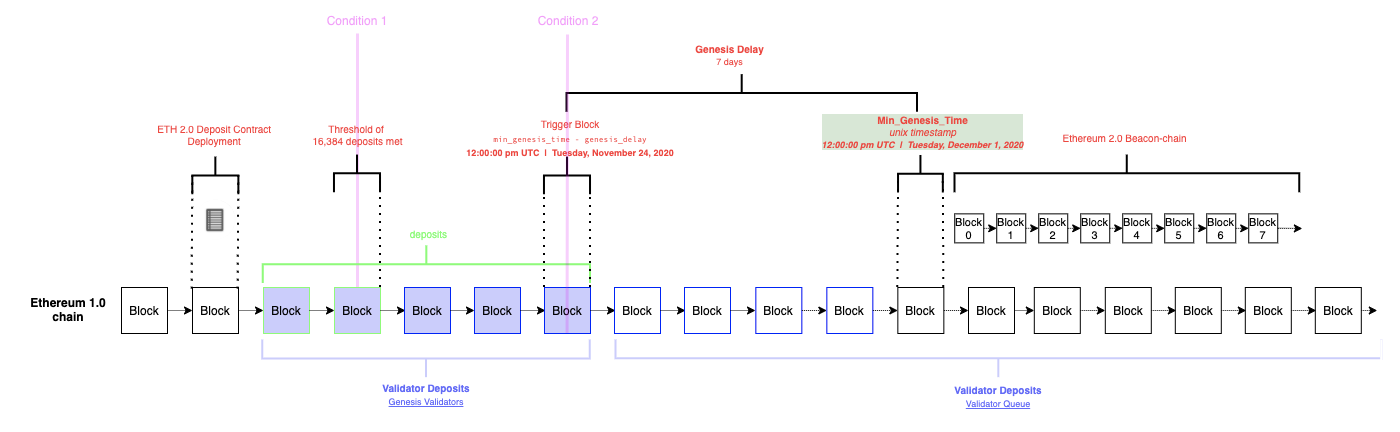 Condition 1
Condition 2
Genesis Delay
7 days
ETH 2.0 Deposit Contract
Deployment
Threshold of
16,384 deposits met
Trigger Block
min_genesis_time - genesis_delay
12:00:00 pm UTC | Tuesday, November 24, 2020
Min_Genesis_Time
unix timestamp
12:00:00 pm UTC | Tuesday, December 1, 2020
Ethereum 2.0 Beacon-chain
Block 0
Block 1
Block 2
Block 3
Block 4
Block 5
Block 6
Block 7
deposits
Ethereum 1.0
chain
Block Block Block Block Block Block Block Block Block Block Block Block Block Block Block Block Block Block
Validator Deposits
Genesis Validators
Validator Deposits
Validator Queue